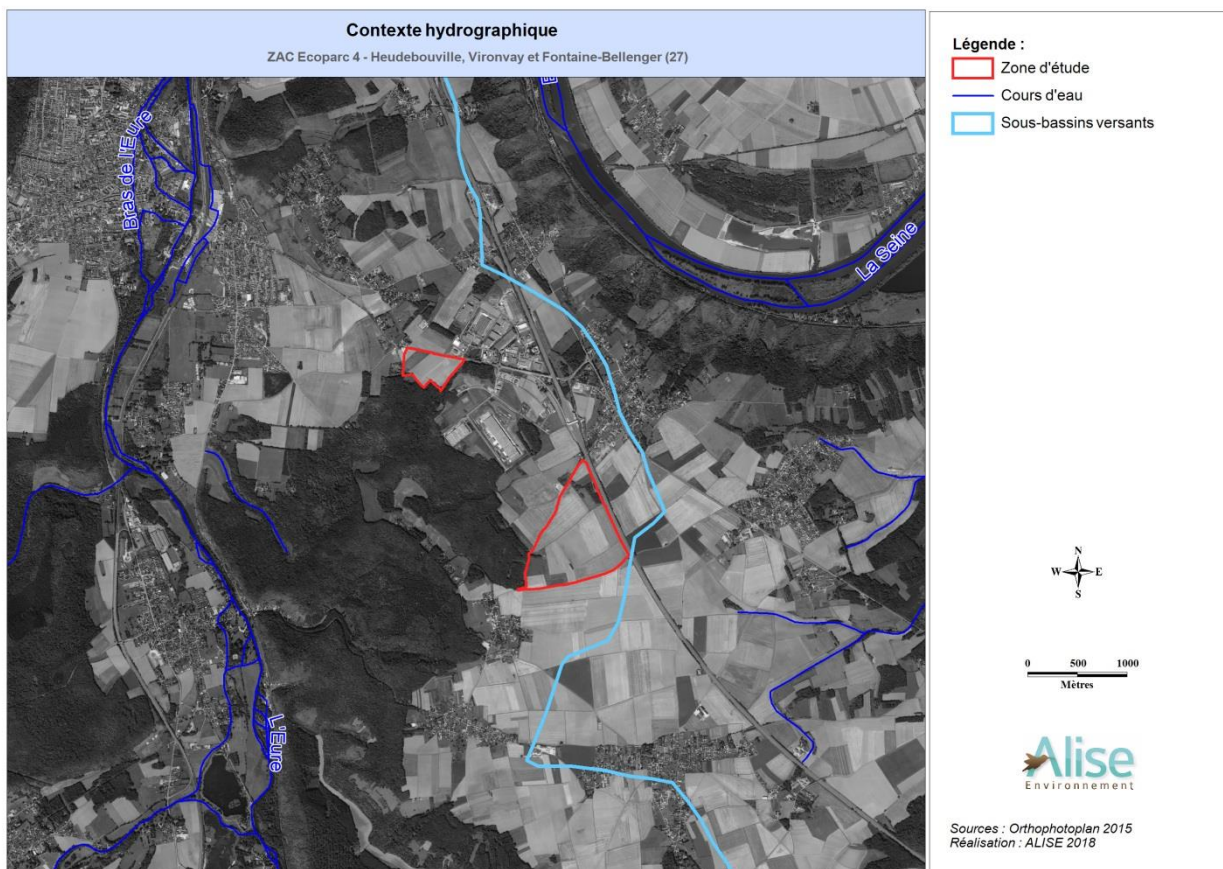 Contexte hydrographique
ZAC Ecoparc 4 - Heudebouville, Vironvay et Fontaine-Bellenger (27)
Bras de l'Eure
La Seine
L'Eure
Légende :
Zone d'étude
Cours d'eau
Sous-bassins versants
N
W E
S
0 500 1000
Mètres
Alise
Environnement
Sources : Orthophotoplan 2015
Réalisation : ALISE 2018